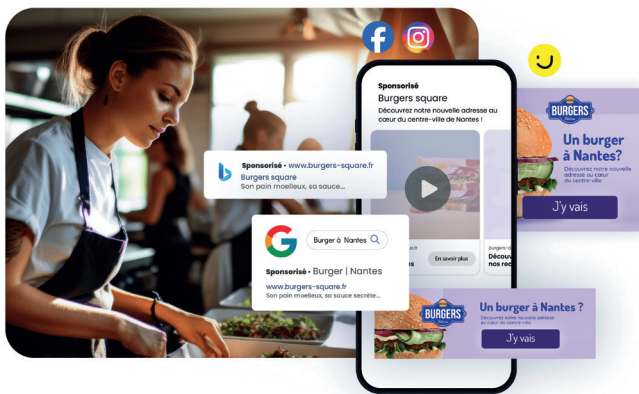 Sponsorisé
Burgers square
Découvrez notre nouvelle adresse au
cœur du centre-ville de Nantes !
Sponsorisé • www.burgers-square.fr
Burgers square
Son pain moelleux, sa sauce...
Burger à Nantes
Sponsorisé • Burger | Nantes
www.burgers-square.fr
Son pain moelleux, sa sauce secrète...
En savoir plus
Découv
nos rec
BURGERS
Un burger
à Nantes?
Découvrez notre nouvelle
adresse au cœur
du centre-ville
J'y vais
BURGERS
Un burger à Nantes ?
Découvrez notre nouvelle adresse
au cœur du centre-ville
J'y vais